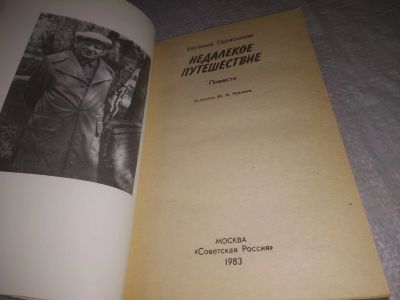 Евгений Герасимов
НЕДАЛЕКОЕ
ПУТЕШЕСТВИЕ
Повести
МОСКВА
«Советская Россия»
1983